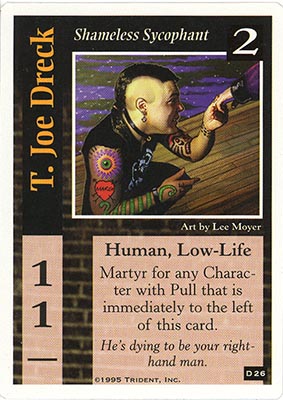 Shameless Sycophant
2
T. Joe Dreck
Art by Lee Moyer
1
1
—
Human, Low-Life
Martyr for any Charac-
ter with Pull that is
immediately to the left
of this card.
He's dying to be your right-
hand man.
©1995 TRIDENT, INC.
D 26